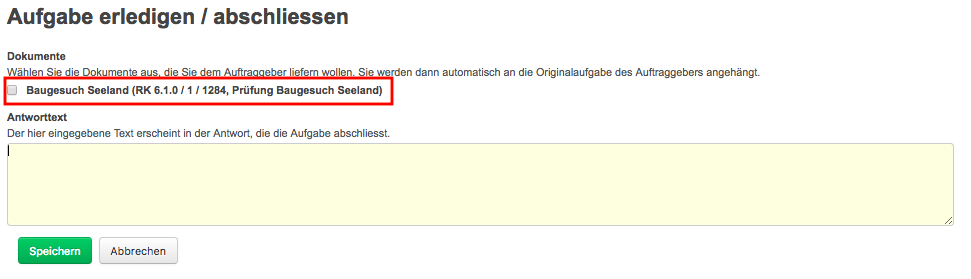 Aufgabe erledigen / abschliessen
Dokumente
Wählen Sie die Dokumente aus, die Sie dem Auftraggeber liefern wollen. Sie werden dann automatisch an die Originalaufgabe des Auftraggebers angehängt.
Baugesuch Seeland (RK 6.1.0 / 1 / 1284, Prüfung Baugesuch Seeland)
Antworttext
Der hier eingegebene Text erscheint in der Antwort, die die Aufgabe abschliesst.
Speichern Abbrechen